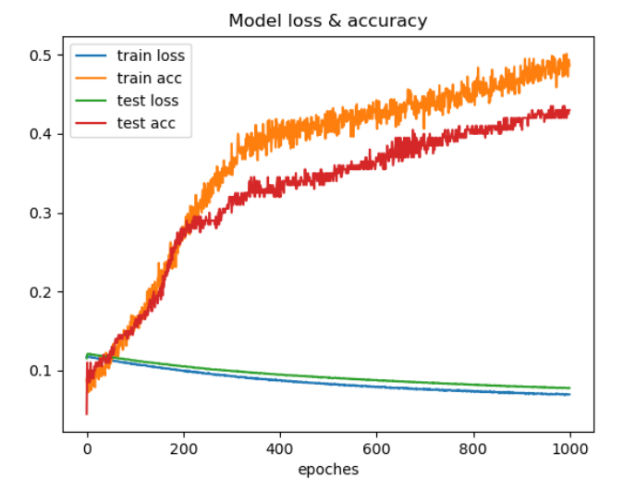 Model loss & accuracy
train loss
train acc
test loss
test acc
0.5
0.4
0.3
0.2
0.1
0 200 400 600 800 1000
epoches